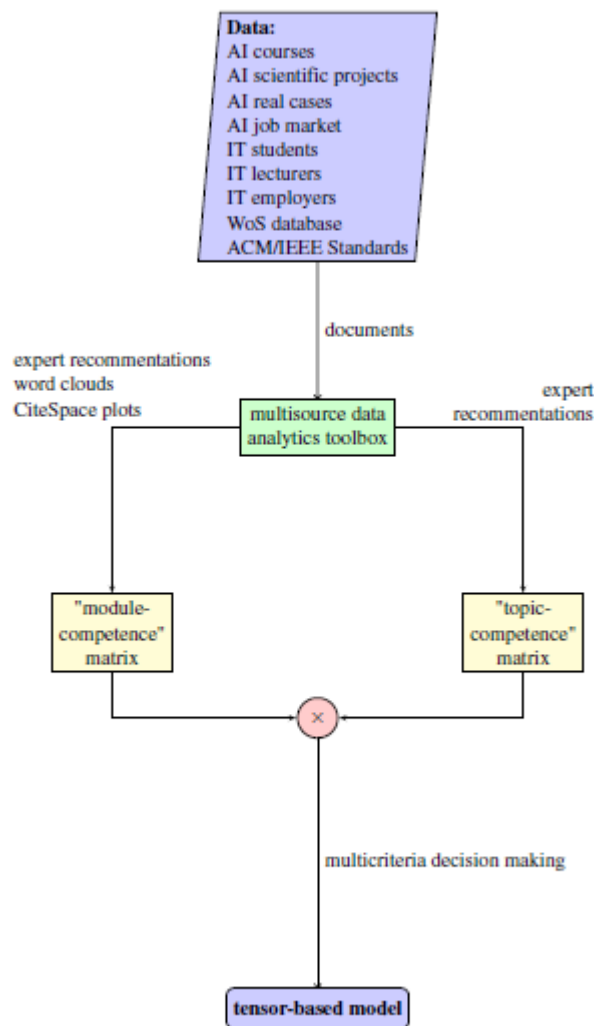 Data:
AI courses
AI scientific projects
AI real cases
AI job market
IT students
IT lecturers
IT employers
WoS database
ACM/IEEE Standards
documents
expert recommentations
word clouds
CiteSpace plots
expert
recommentations
multisource data
analytics toolbox
"module-
competence"
matrix
"topic-
competence"
matrix
×
multicriteria decision making
tensor-based model